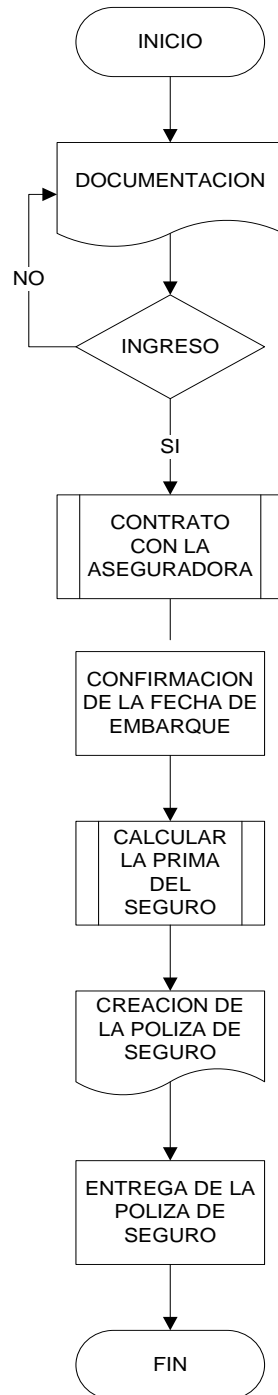 INICIO
DOCUMENTACION
NO
INGRESO
SI
CONTRATO
CON LA
ASEGURADORA
CONFIRMACION
DE LA FECHA DE
EMBARQUE
CALCULAR
LA PRIMA
DEL
SEGURO
CREACION DE
LA POLIZA DE
SEGURO
ENTREGA DE LA
POLIZA DE
SEGURO
FIN